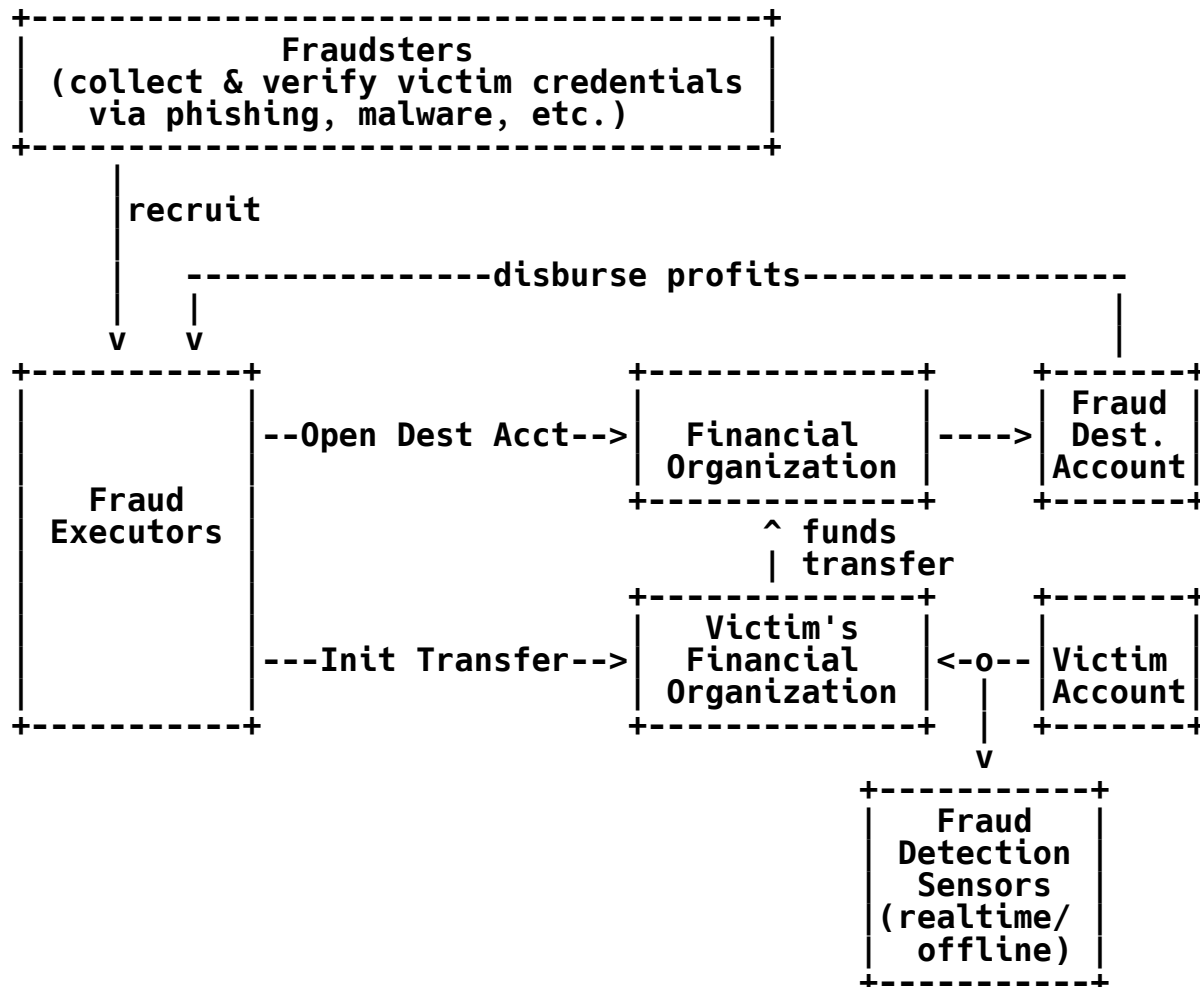 Fraudsters
(collect & verify victim credentials
via phishing, malware, etc.)
recruit
disburse profits
Open Dest Acct
Financial
Organization
Fraud
Dest.
Account
Fraud
Executors
funds
transfer
Init Transfer
Victim's
Financial
Organization
Victim
Account
Fraud
Detection
Sensors
(realtime/
offline)